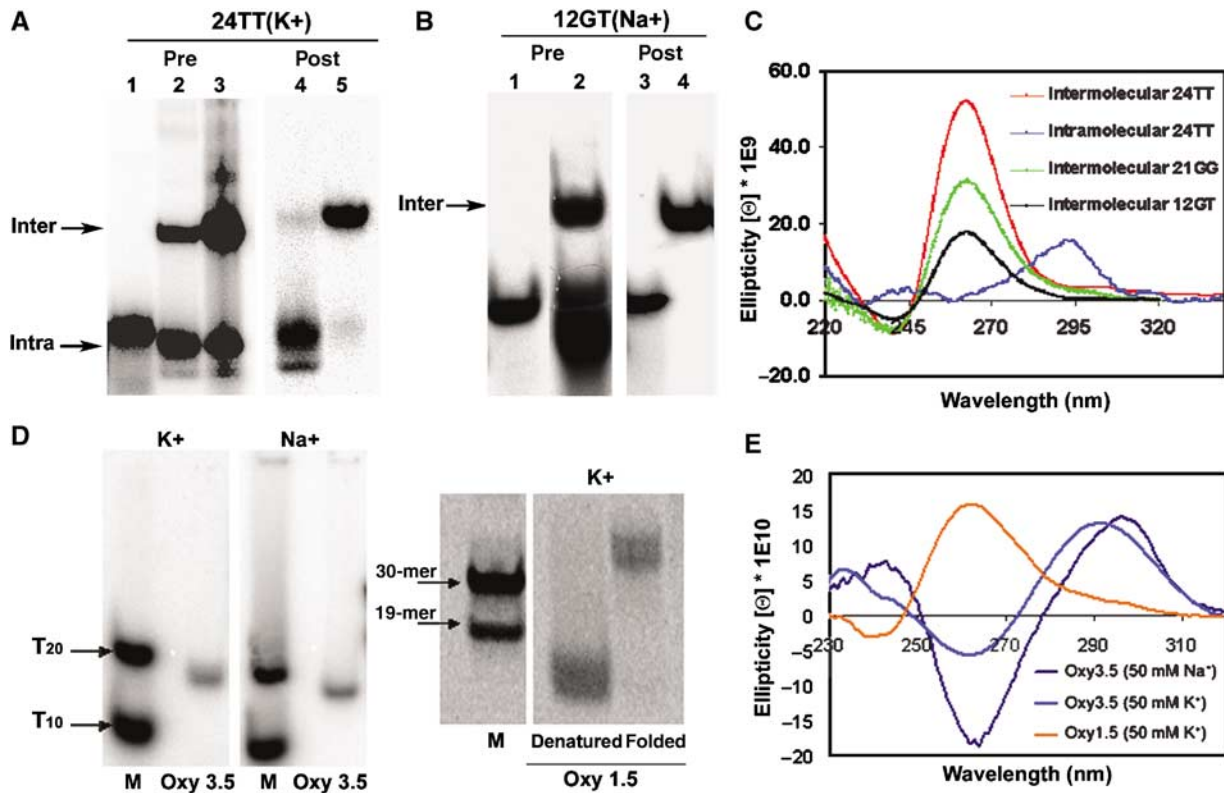 A
24TT(K+)
Pre
Post
1 2 3 4 5
Inter
Intra
B
12GT(Na+)
Pre
Post
1 2 3 4
Inter
C
Ellipticity [Θ] * 1E9
60.0
40.0
20.0
0.0
−20.0
220 245 270 295 320
Wavelength (nm)
Intermolecular 24TT
Intramolecular 24TT
Intermolecular 21GG
Intermolecular 12GT
D
K+
Na+
T20
T10
M Oxy 3.5 M Oxy 3.5
K+
30-mer
19-mer
M
Denatured Folded
Oxy 1.5
E
Ellipticity [Θ] * 1E10
20
15
10
5
0
−5
−10
−15
−20
230 250 270 290 310
Wavelength (nm)
Oxy3.5 (50 mM Na+)
Oxy3.5 (50 mM K+)
Oxy1.5 (50 mM K+)